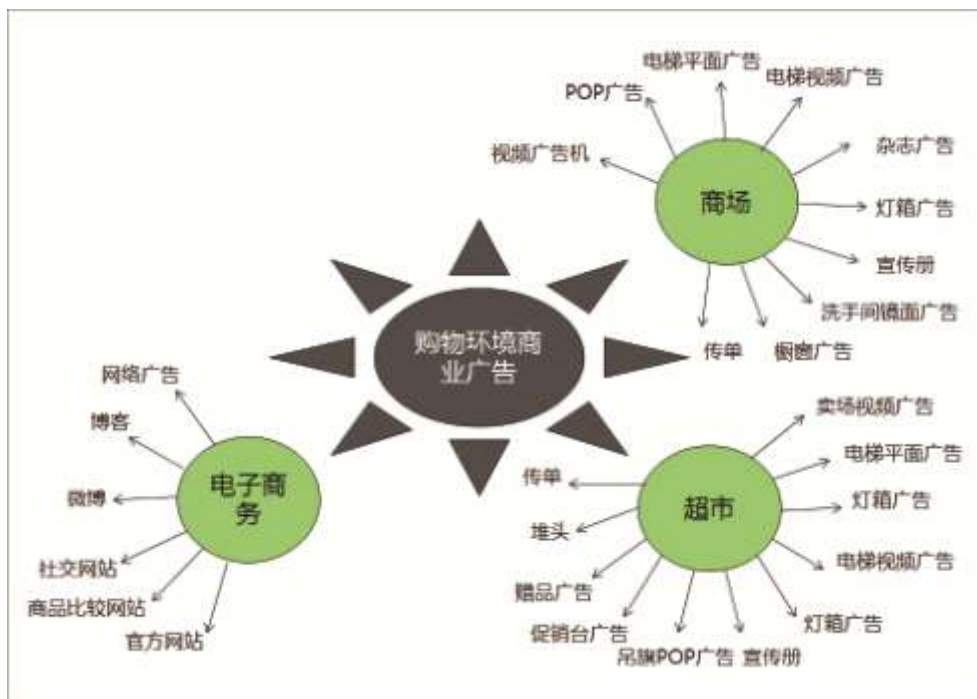 电梯平面广告
电梯视频广告
POP广告
视频广告机
杂志广告
商场
灯箱广告
宣传册
洗手间镜面广告
传单
橱窗广告
购物环境商
业广告
网络广告
博客
微博
电子商
务
社交网站
商品比较网站
官方网站
卖场视频广告
电梯平面广告
传单
灯箱广告
超市
堆头
电梯视频广告
赠品广告
灯箱广告
促销台广告
吊旗POP广告
宣传册